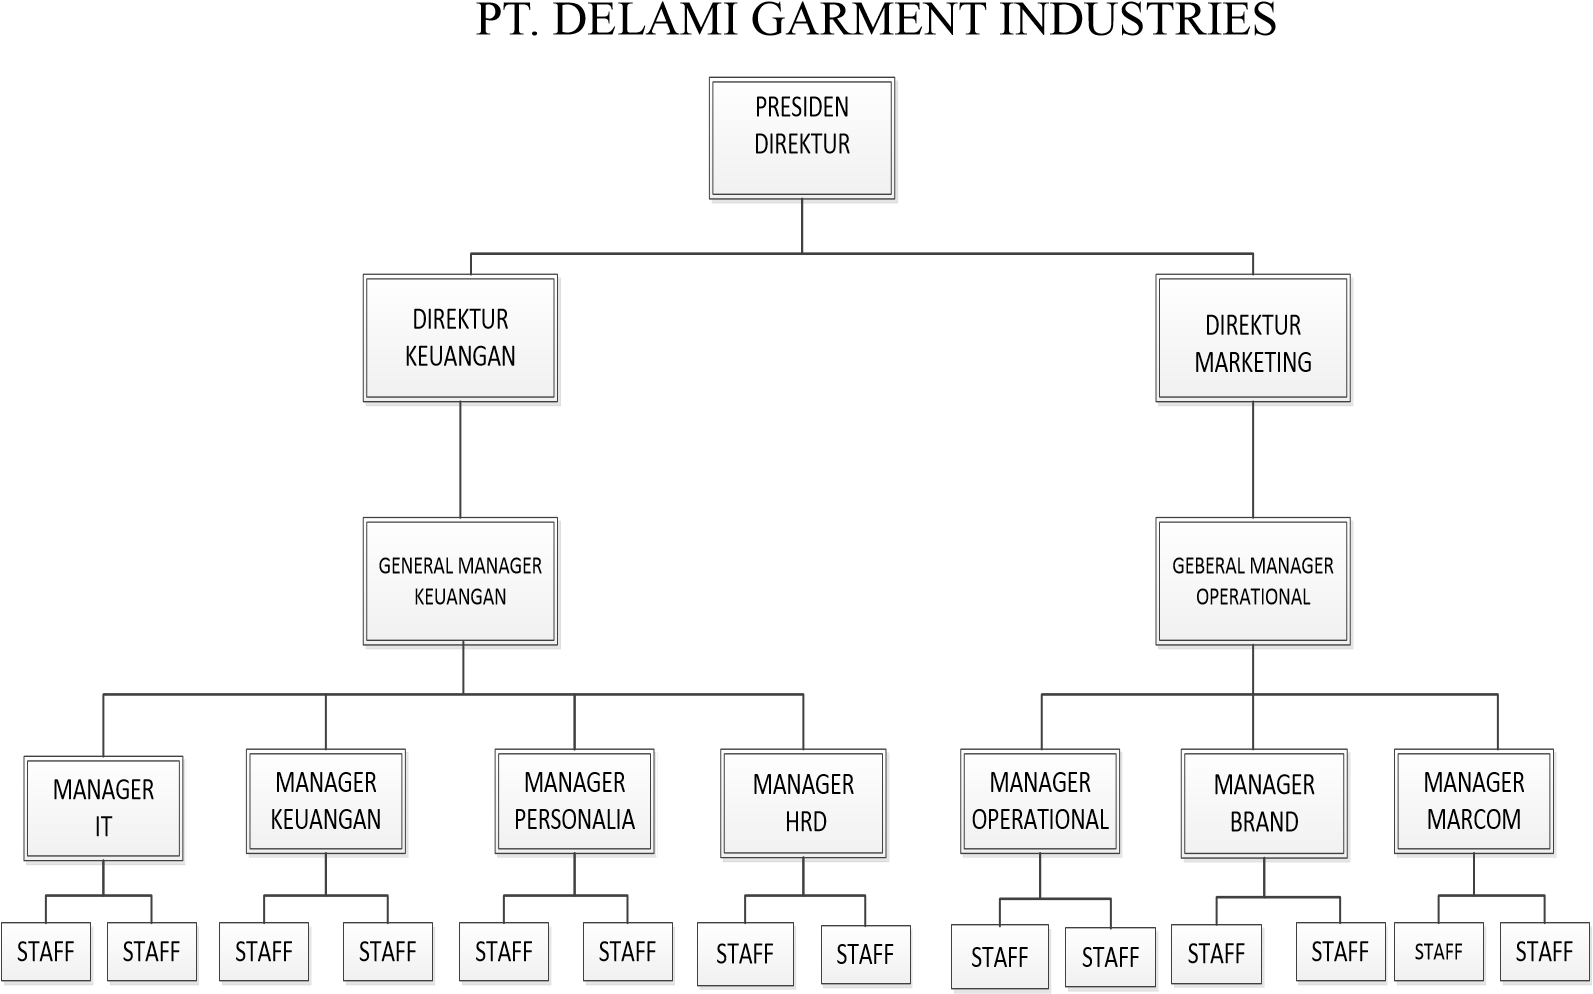 PT. DELAMI GARMENT INDUSTRIES
PRESIDEN
DIREKTUR
DIREKTUR
KEUANGAN
DIREKTUR
MARKETING
GENERAL MANAGER
KEUANGAN
GEBERAL MANAGER
OPERATIONAL
MANAGER
IT
MANAGER
KEUANGAN
MANAGER
PERSONALIA
MANAGER
HRD
MANAGER
OPERATIONAL
MANAGER
BRAND
MANAGER
MARCOM
STAFF
STAFF
STAFF
STAFF
STAFF
STAFF
STAFF
STAFF
STAFF
STAFF
STAFF
STAFF
STAFF
STAFF